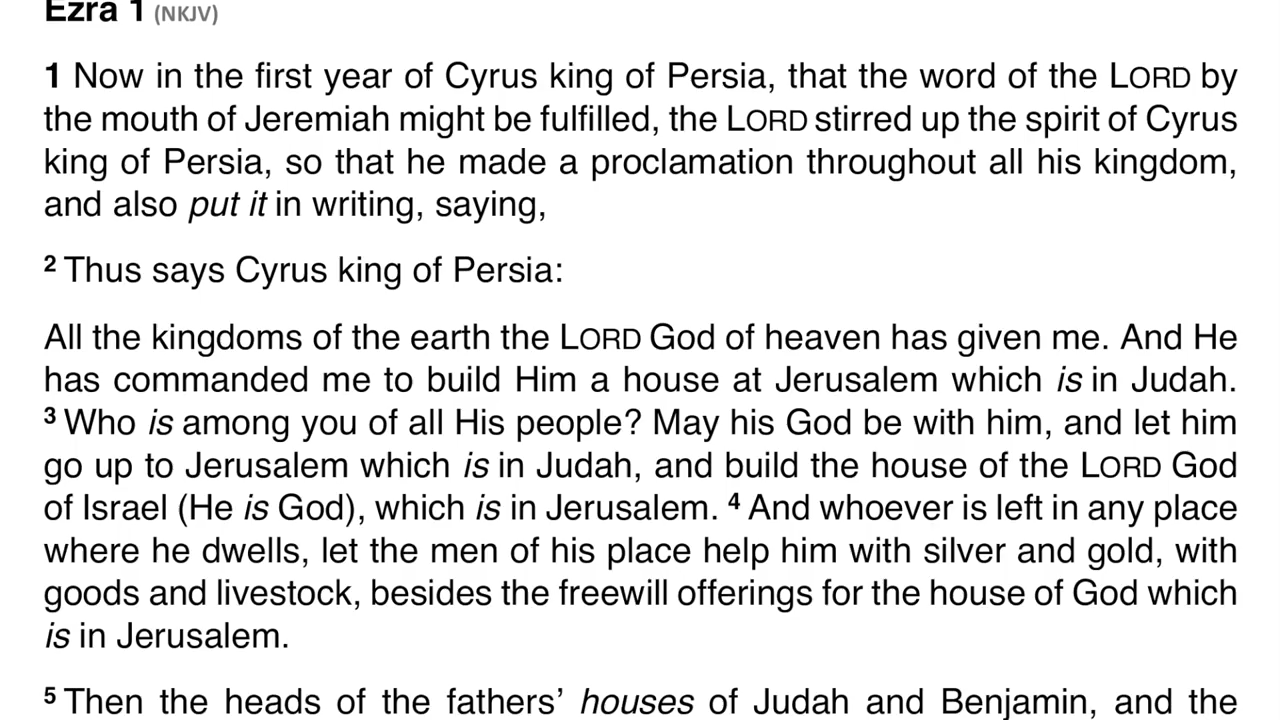 Ezra 1 (NKJV)
1 Now in the first year of Cyrus king of Persia, that the word of the LORD by
the mouth of Jeremiah might be fulfilled, the LORD stirred up the spirit of Cyrus
king of Persia, so that he made a proclamation throughout all his kingdom,
and also put it in writing, saying,
2 Thus says Cyrus king of Persia:
All the kingdoms of the earth the LORD God of heaven has given me. And He
has commanded me to build Him a house at Jerusalem which is in Judah.
3 Who is among you of all His people? May his God be with him, and let him
go up to Jerusalem which is in Judah, and build the house of the LORD God
of Israel (He is God), which is in Jerusalem. 4 And whoever is left in any place
where he dwells, let the men of his place help him with silver and gold, with
goods and livestock, besides the freewill offerings for the house of God which
is in Jerusalem.
5 Then the heads of the fathers’ houses of Judah and Benjamin, and the